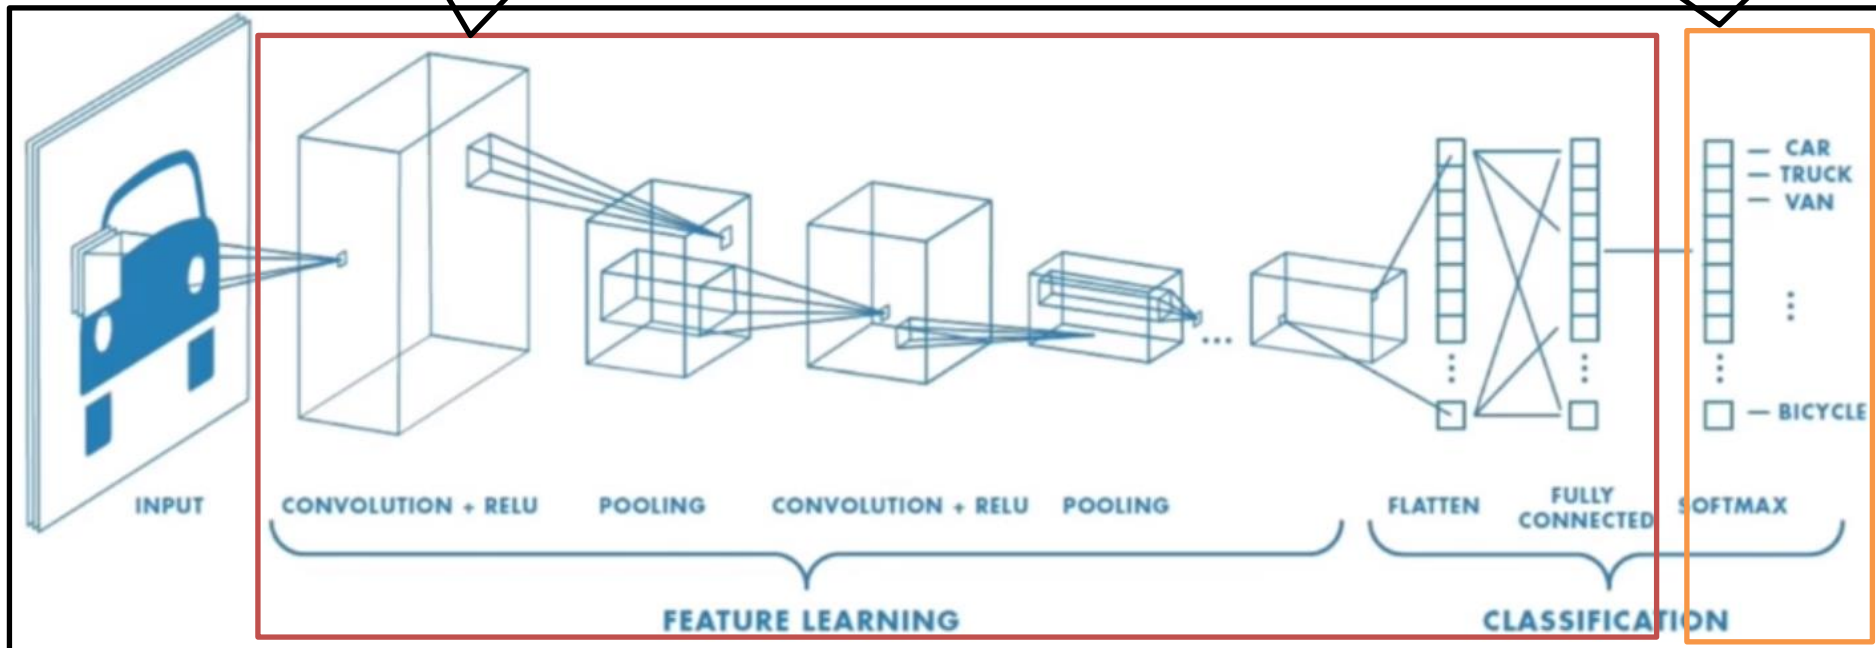 CAR
TRUCK
VAN
BICYCLE
INPUT
CONVOLUTION + RELU
POOLING
CONVOLUTION + RELU
POOLING
FLATTEN
FULLY
CONNECTED
SOFTMAX
FEATURE LEARNING
CLASSIFICATION